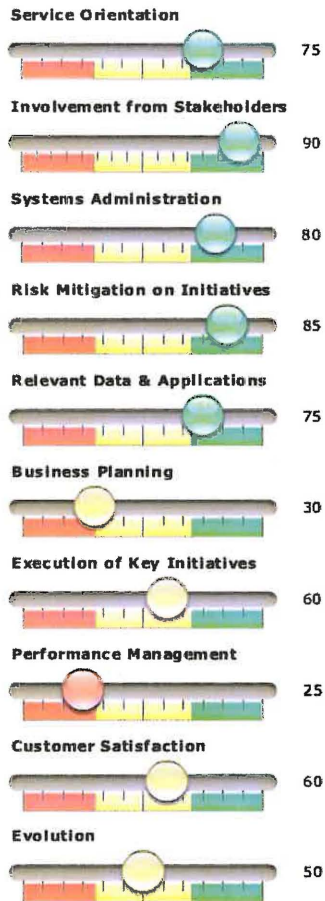 Service Orientation
75
Involvement from Stakeholders
90
Systems Administration
80
Risk Mitigation on Initiatives
85
Relevant Data & Applications
75
Business Planning
30
Execution of Key Initiatives
60
Performance Management
25
Customer Satisfaction
60
Evolution
50